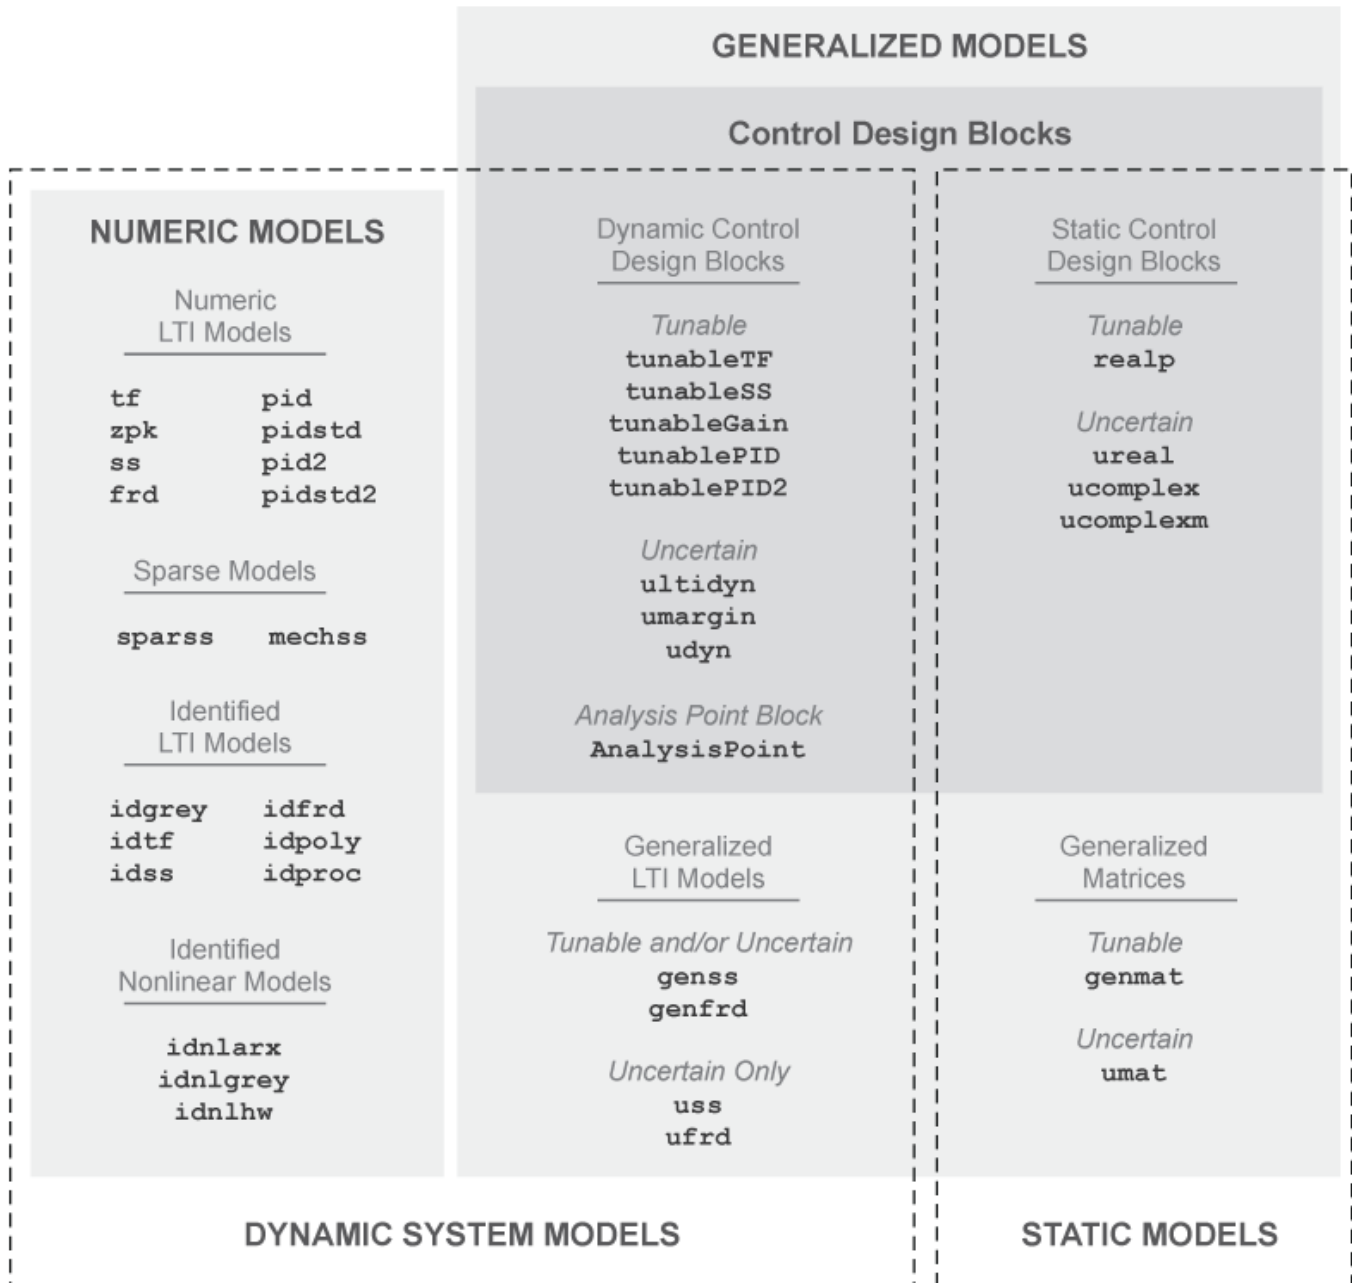 GENERALIZED MODELS
Control Design Blocks
NUMERIC MODELS
Numeric
LTI Models
tf pid
zpk pidstd
ss pid2
frd pidstd2
Sparse Models
sparss mechss
Identified
LTI Models
idgrey idfrd
idtf idpoly
idss idproc
Identified
Nonlinear Models
idnlarx
idnlgrey
idnlhw
Dynamic Control
Design Blocks
Tunable
tunableTF
tunableSS
tunableGain
tunablePID
tunablePID2
Uncertain
ultidyn
umargin
udyn
Analysis Point Block
AnalysisPoint
Generalized
LTI Models
Tunable and/or Uncertain
genss
genfrd
Uncertain Only
uss
ufrd
Static Control
Design Blocks
Tunable
realp
Uncertain
ureal
ucomplex
ucomplexm
Generalized
Matrices
Tunable
genmat
Uncertain
umat
DYNAMIC SYSTEM MODELS
STATIC MODELS